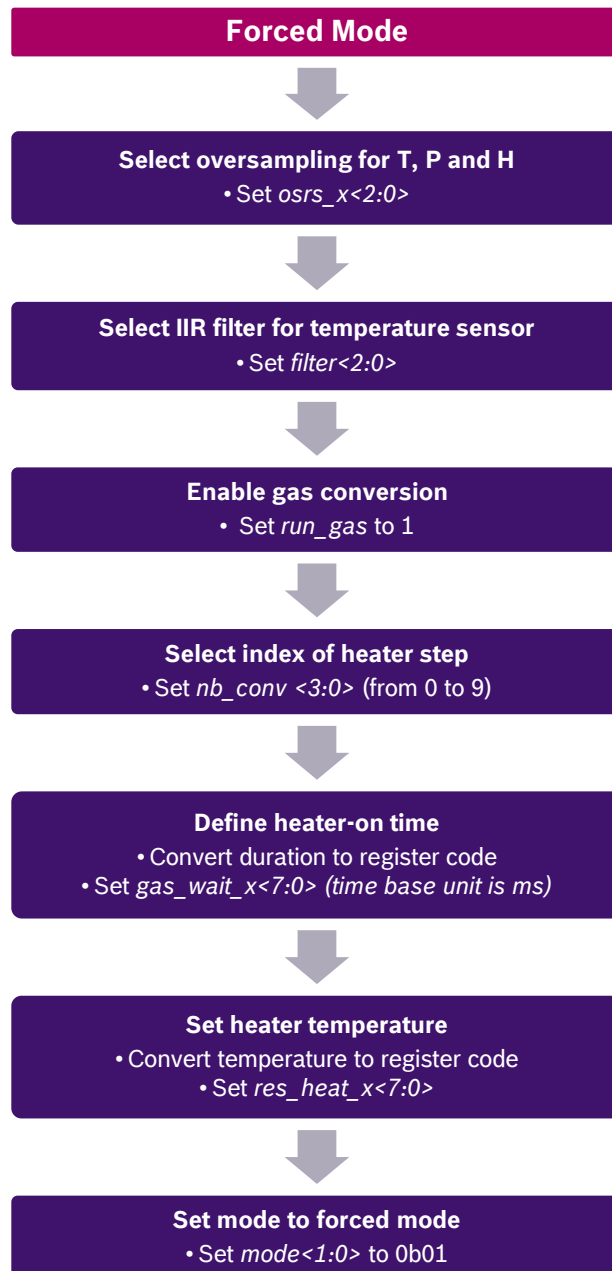 Forced Mode
Select oversampling for T, P and H
• Set osrs_x<2:0>
Select IIR filter for temperature sensor
• Set filter<2:0>
Enable gas conversion
• Set run_gas to 1
Select index of heater step
• Set nb_conv <3:0> (from 0 to 9)
Define heater-on time
• Convert duration to register code
• Set gas_wait_x<7:0> (time base unit is ms)
Set heater temperature
• Convert temperature to register code
• Set res_heat_x<7:0>
Set mode to forced mode
• Set mode<1:0> to 0b01